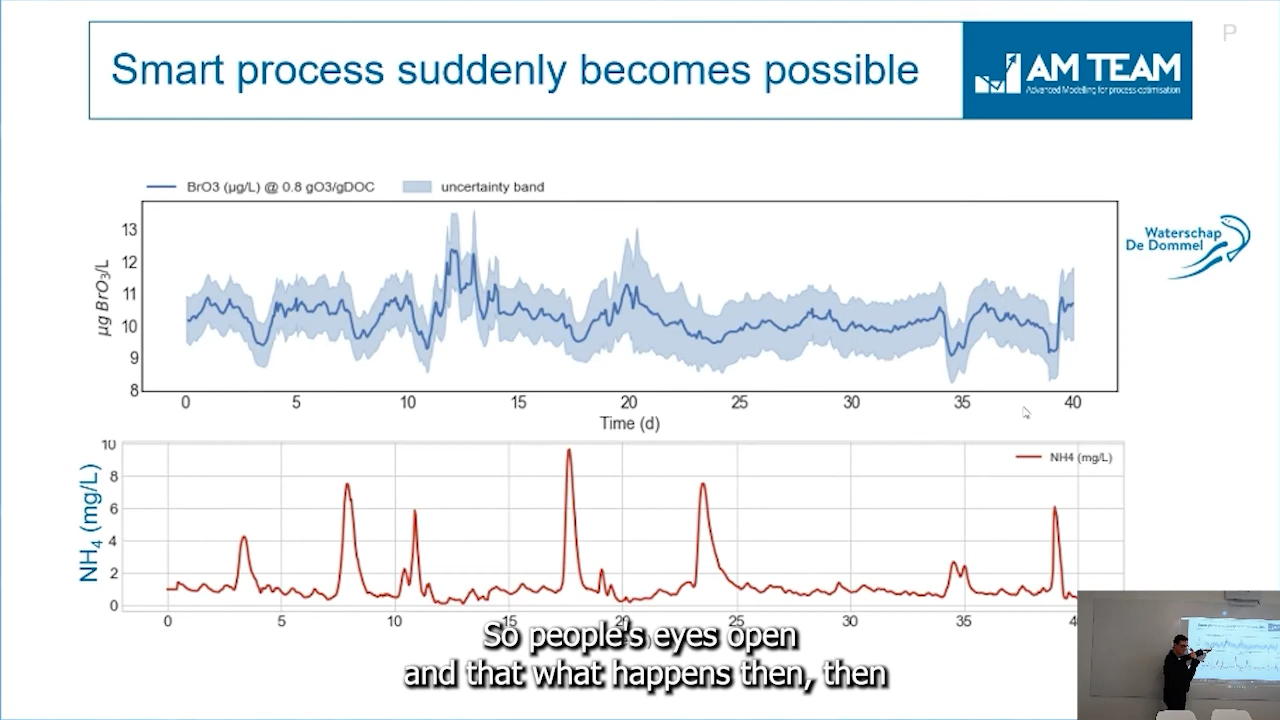 P
Smart process suddenly becomes possible
AM TEAM
Advanced Modelling for process optimisation
BrO3 (µg/L) @ 0.8 gO3/gDOC
uncertainty band
Waterschap
De Dommel
µg BrO₃/L
13
12
11
10
9
8
0 5 10 15 20 25 30 35 40
Time (d)
NH₄ (mg/L)
NH4 (mg/L)
10
8
6
4
2
0
0 5 10 15 20 25 30 35
So people's eyes open
and that what happens then, then